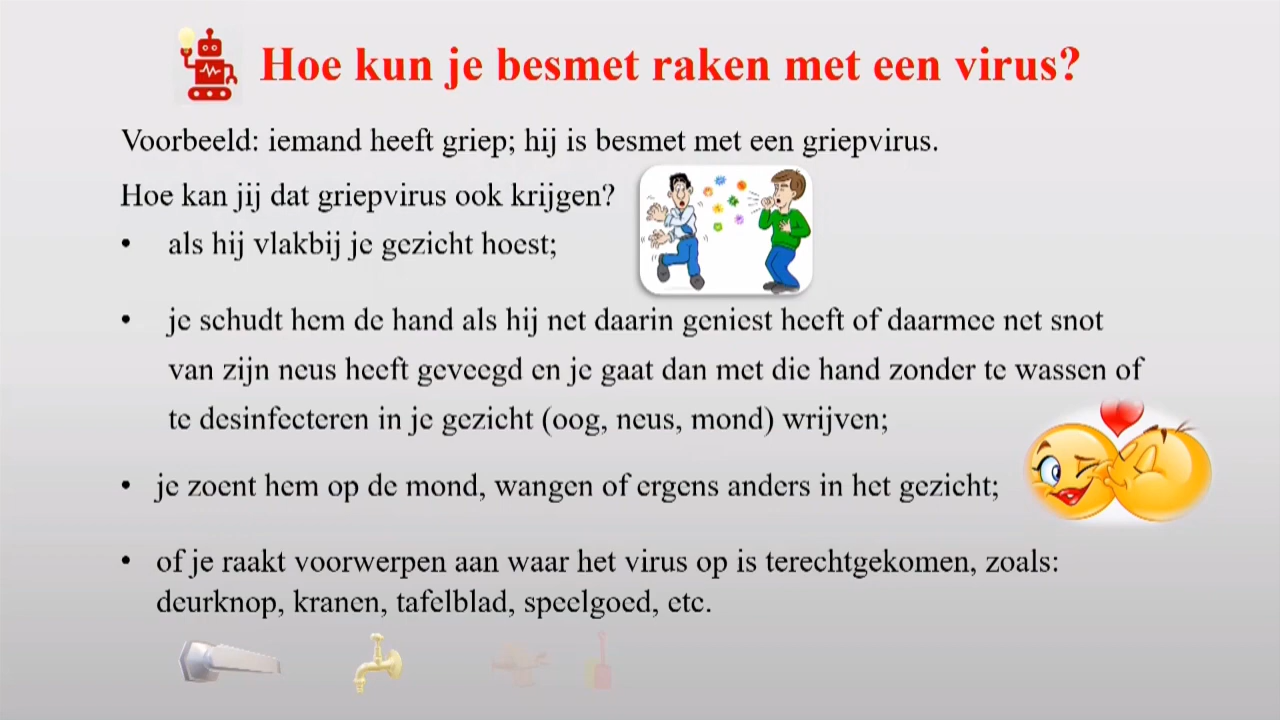 Hoe kun je besmet raken met een virus?
Voorbeeld: iemand heeft griep; hij is besmet met een griepvirus.
Hoe kan jij dat griepvirus ook krijgen?
• als hij vlakbij je gezicht hoest;
• je schudt hem de hand als hij net daarin geniest heeft of daarmee net snot
van zijn neus heeft geveegd en je gaat dan met die hand zonder te wassen of
te desinfecteren in je gezicht (oog, neus, mond) wrijven;
• je zoent hem op de mond, wangen of ergens anders in het gezicht;
• of je raakt voorwerpen aan waar het virus op is terechtgekomen, zoals:
deurknop, kranen, tafelblad, speelgoed, etc.